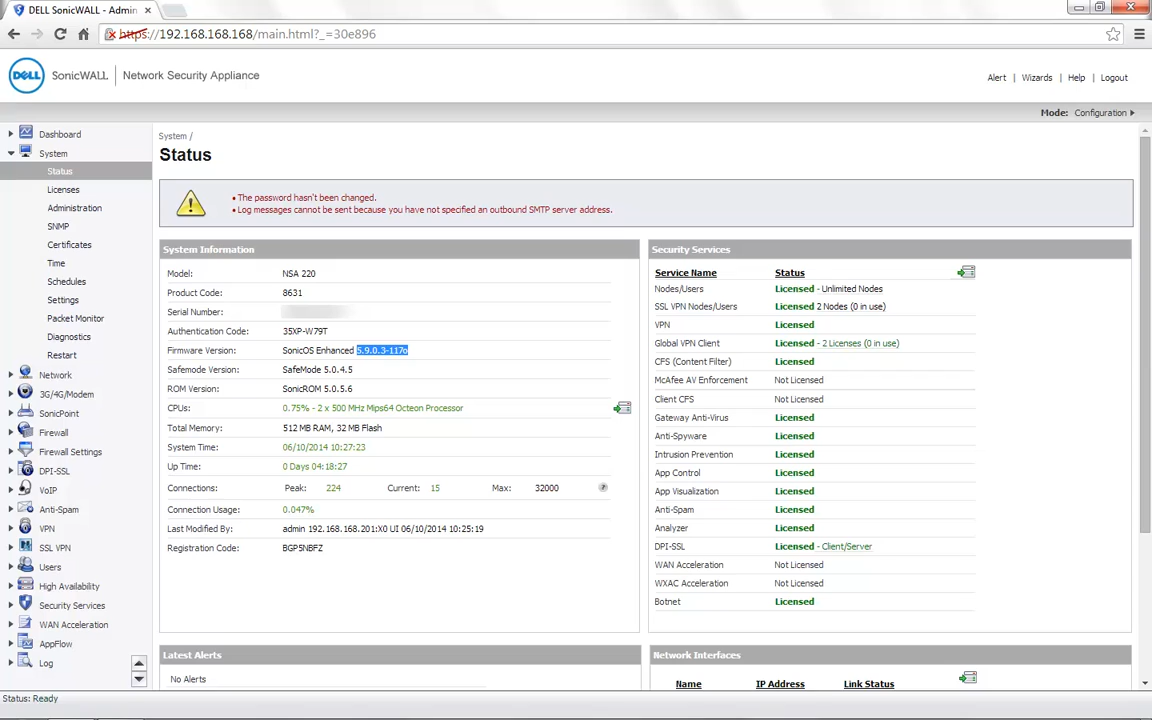 DELL SonicWALL - Admin
https://192.168.168.168/main.html?_=30e896
DELL SonicWALL | Network Security Appliance
Alert | Wizards | Help | Logout
Mode: Configuration
Dashboard
System
Status
Licenses
Administration
SNMP
Certificates
Time
Schedules
Settings
Packet Monitor
Diagnostics
Restart
Network
3G/4G/Modem
SonicPoint
Firewall
Firewall Settings
DPI-SSL
VoIP
Anti-Spam
VPN
SSL VPN
Users
High Availability
Security Services
WAN Acceleration
AppFlow
Log
System /
Status
• The password hasn't been changed.
• Log messages cannot be sent because you have not specified an outbound SMTP server address.
System Information
Model: NSA 220
Product Code: 8631
Serial Number:
Authentication Code: 35XP-W79T
Firmware Version: SonicOS Enhanced 5.9.0.3-117o
Safemode Version: SafeMode 5.0.4.5
ROM Version: SonicROM 5.0.5.6
CPUs: 0.75% - 2 x 500 MHz Mips64 Octeon Processor
Total Memory: 512 MB RAM, 32 MB Flash
System Time: 06/10/2014 10:27:23
Up Time: 0 Days 04:18:27
Connections: Peak: 224 Current: 15 Max: 32000
Connection Usage: 0.047%
Last Modified By: admin 192.168.168.201:X0 UI 06/10/2014 10:25:19
Registration Code: BGP5NBFZ
Security Services
Service Name Status
Nodes/Users Licensed - Unlimited Nodes
SSL VPN Nodes/Users Licensed 2 Nodes (0 in use)
VPN Licensed
Global VPN Client Licensed - 2 Licenses (0 in use)
CFS (Content Filter) Licensed
McAfee AV Enforcement Not Licensed
Client CFS Not Licensed
Gateway Anti-Virus Licensed
Anti-Spyware Licensed
Intrusion Prevention Licensed
App Control Licensed
App Visualization Licensed
Anti-Spam Licensed
Analyzer Licensed
DPI-SSL Licensed - Client/Server
WAN Acceleration Not Licensed
WXAC Acceleration Not Licensed
Botnet Licensed
Latest Alerts
No Alerts
Network Interfaces
Name IP Address Link Status
Status: Ready